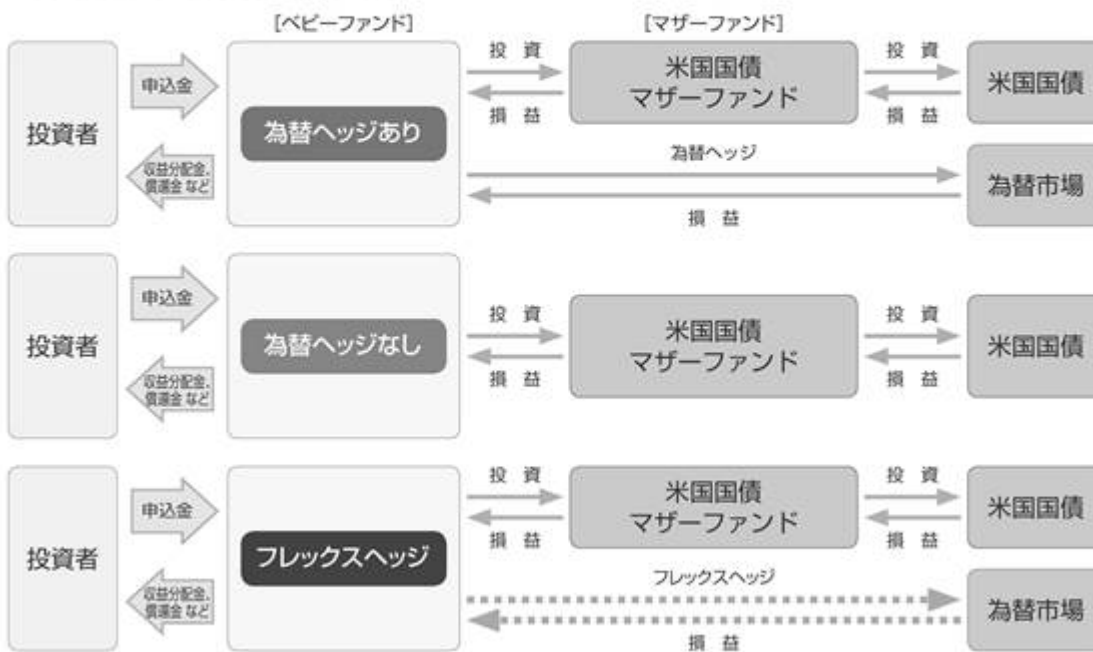 [ベビーファンド]
[マザーファンド]
投資者
申込金
収益分配金、
償還金 など
為替ヘッジあり
投 資
損 益
米国国債
マザーファンド
投 資
損 益
米国国債
為替ヘッジ
損 益
為替市場
投資者
申込金
収益分配金、
償還金 など
為替ヘッジなし
投 資
損 益
米国国債
マザーファンド
投 資
損 益
米国国債
投資者
申込金
収益分配金、
償還金 など
フレックスヘッジ
投 資
損 益
米国国債
マザーファンド
投 資
損 益
米国国債
フレックスヘッジ
損 益
為替市場